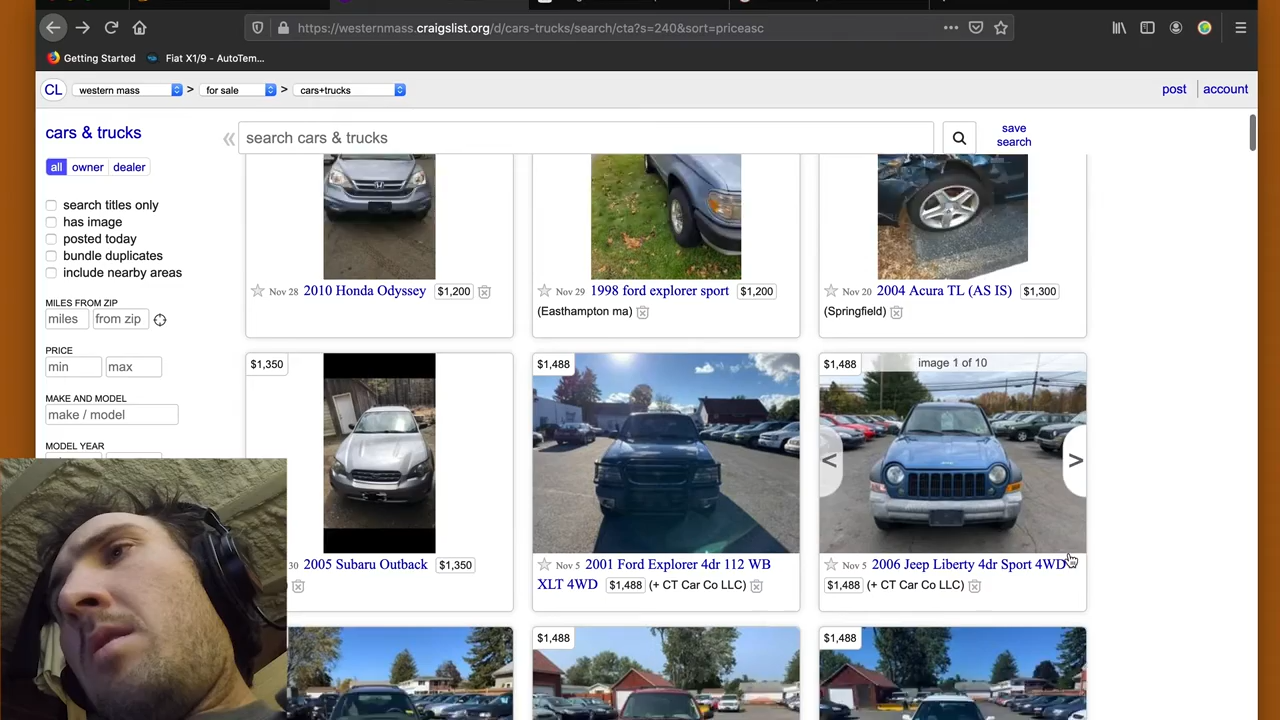 https://westernmass.craigslist.org/d/cars-trucks/search/cta?s=240&sort=priceasc
Getting Started
Fiat X1/9 - AutoTem...
CL
western mass
>
for sale
>
cars+trucks
post
account
cars & trucks
search cars & trucks
save
search
all
owner
dealer
search titles only
has image
posted today
bundle duplicates
include nearby areas
MILES FROM ZIP
miles
from zip
PRICE
min
max
MAKE AND MODEL
make / model
MODEL YEAR
Nov 28 2010 Honda Odyssey $1,200
Nov 29 1998 ford explorer sport $1,200
(Easthampton ma)
Nov 20 2004 Acura TL (AS IS) $1,300
(Springfield)
$1,350
30 2005 Subaru Outback $1,350
$1,488
Nov 5 2001 Ford Explorer 4dr 112 WB
XLT 4WD $1,488 (+ CT Car Co LLC)
$1,488
image 1 of 10
< >
Nov 5 2006 Jeep Liberty 4dr Sport 4WD
$1,488 (+ CT Car Co LLC)
$1,488
$1,488